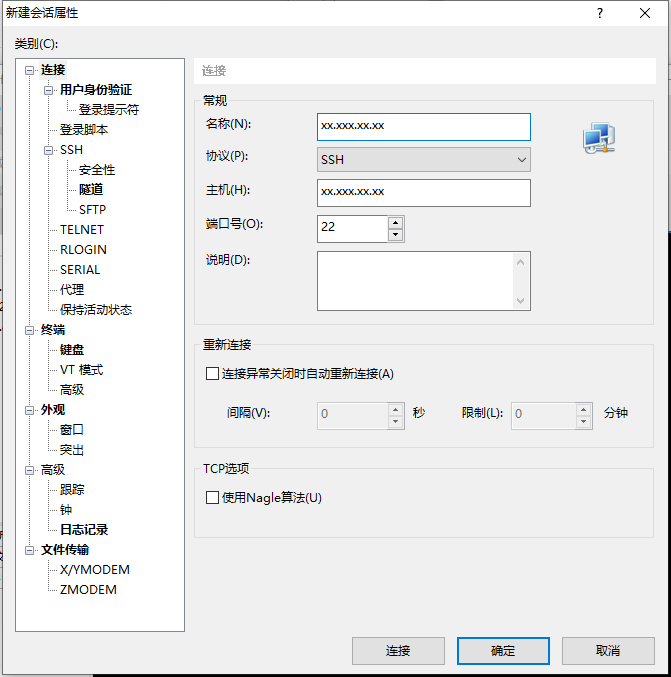 新建会话属性
?
类别(C):
连接
用户身份验证
登录提示符
登录脚本
SSH
安全性
隧道
SFTP
TELNET
RLOGIN
SERIAL
代理
保持活动状态
终端
键盘
VT 模式
高级
外观
窗口
突出
高级
跟踪
钟
日志记录
文件传输
X/YMODEM
ZMODEM
连接
常规
名称(N): xx.xxx.xx.xx
协议(P): SSH
主机(H): xx.xxx.xx.xx
端口号(O): 22
说明(D):
重新连接
连接异常关闭时自动重新连接(A)
间隔(V): 0 秒 限制(L): 0 分钟
TCP选项
使用Nagle算法(U)
连接 确定 取消